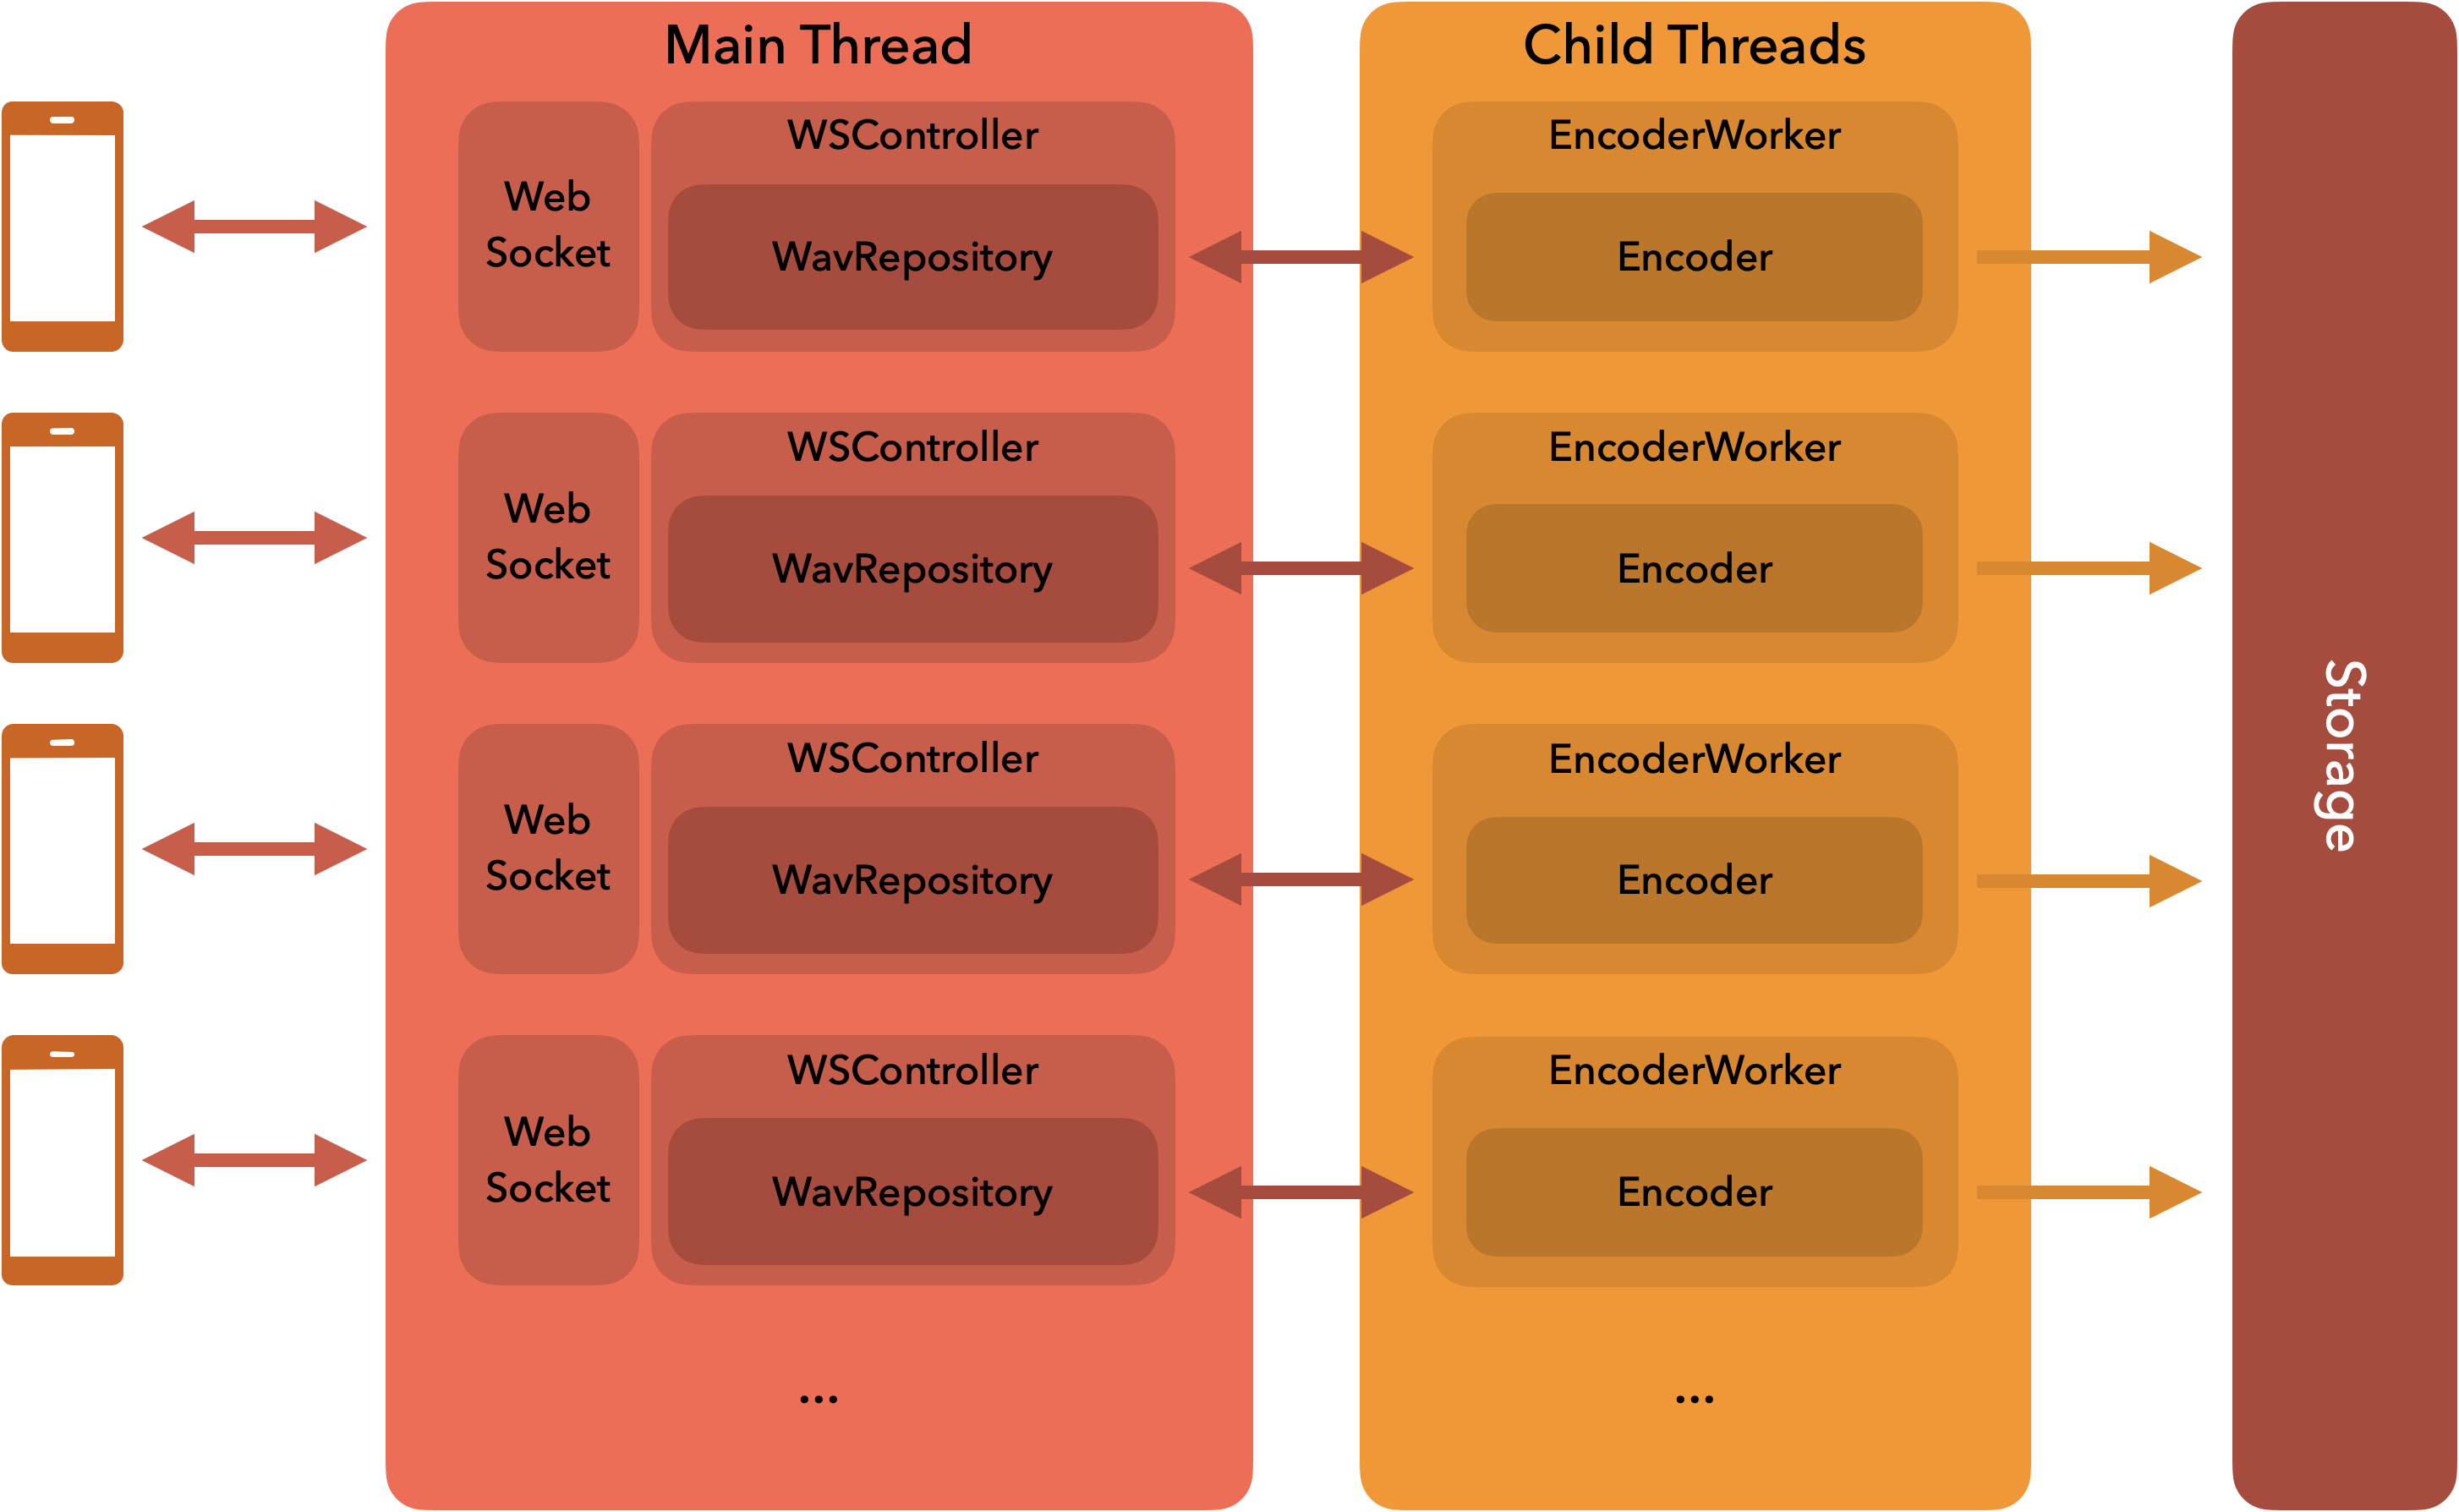 Main Thread
Child Threads
WSController
EncoderWorker
Web
Socket
WavRepository
Encoder
WSController
EncoderWorker
Web
Socket
WavRepository
Encoder
Storage
WSController
EncoderWorker
Web
Socket
WavRepository
Encoder
WSController
EncoderWorker
Web
Socket
WavRepository
Encoder
...
...